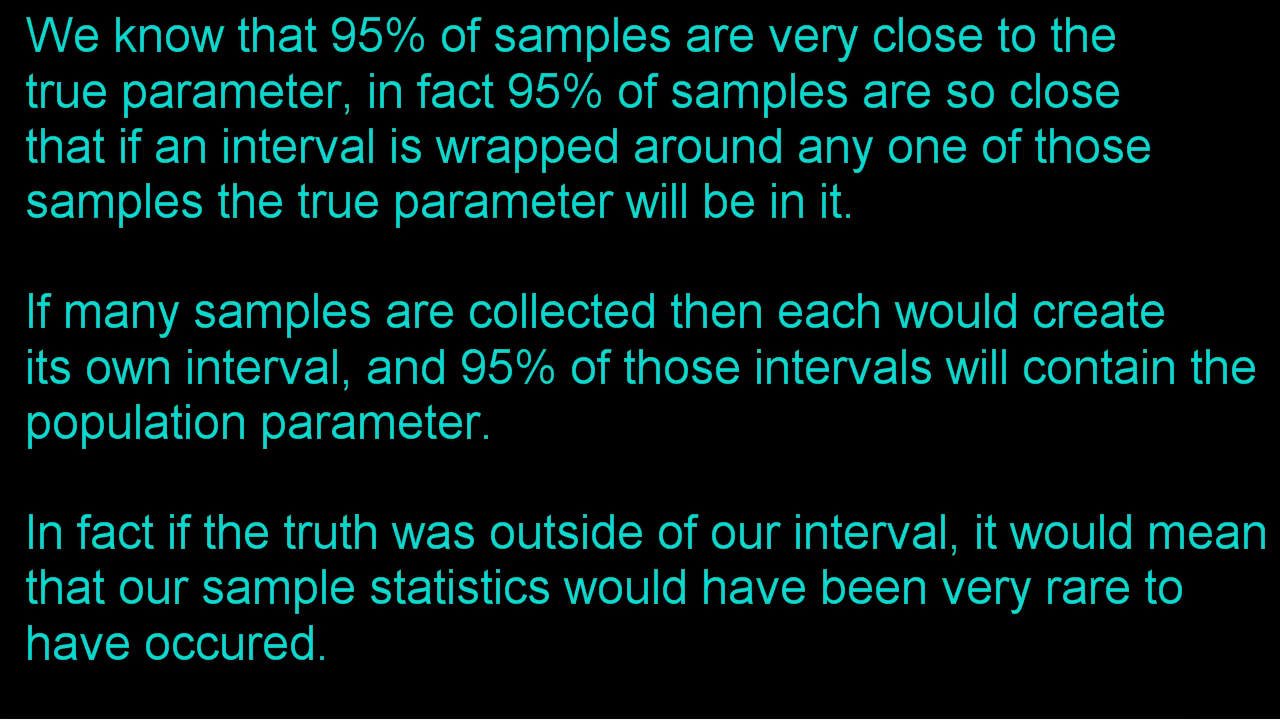 We know that 95% of samples are very close to the
true parameter, in fact 95% of samples are so close
that if an interval is wrapped around any one of those
samples the true parameter will be in it.
If many samples are collected then each would create
its own interval, and 95% of those intervals will contain the
population parameter.
In fact if the truth was outside of our interval, it would mean
that our sample statistics would have been very rare to
have occured.